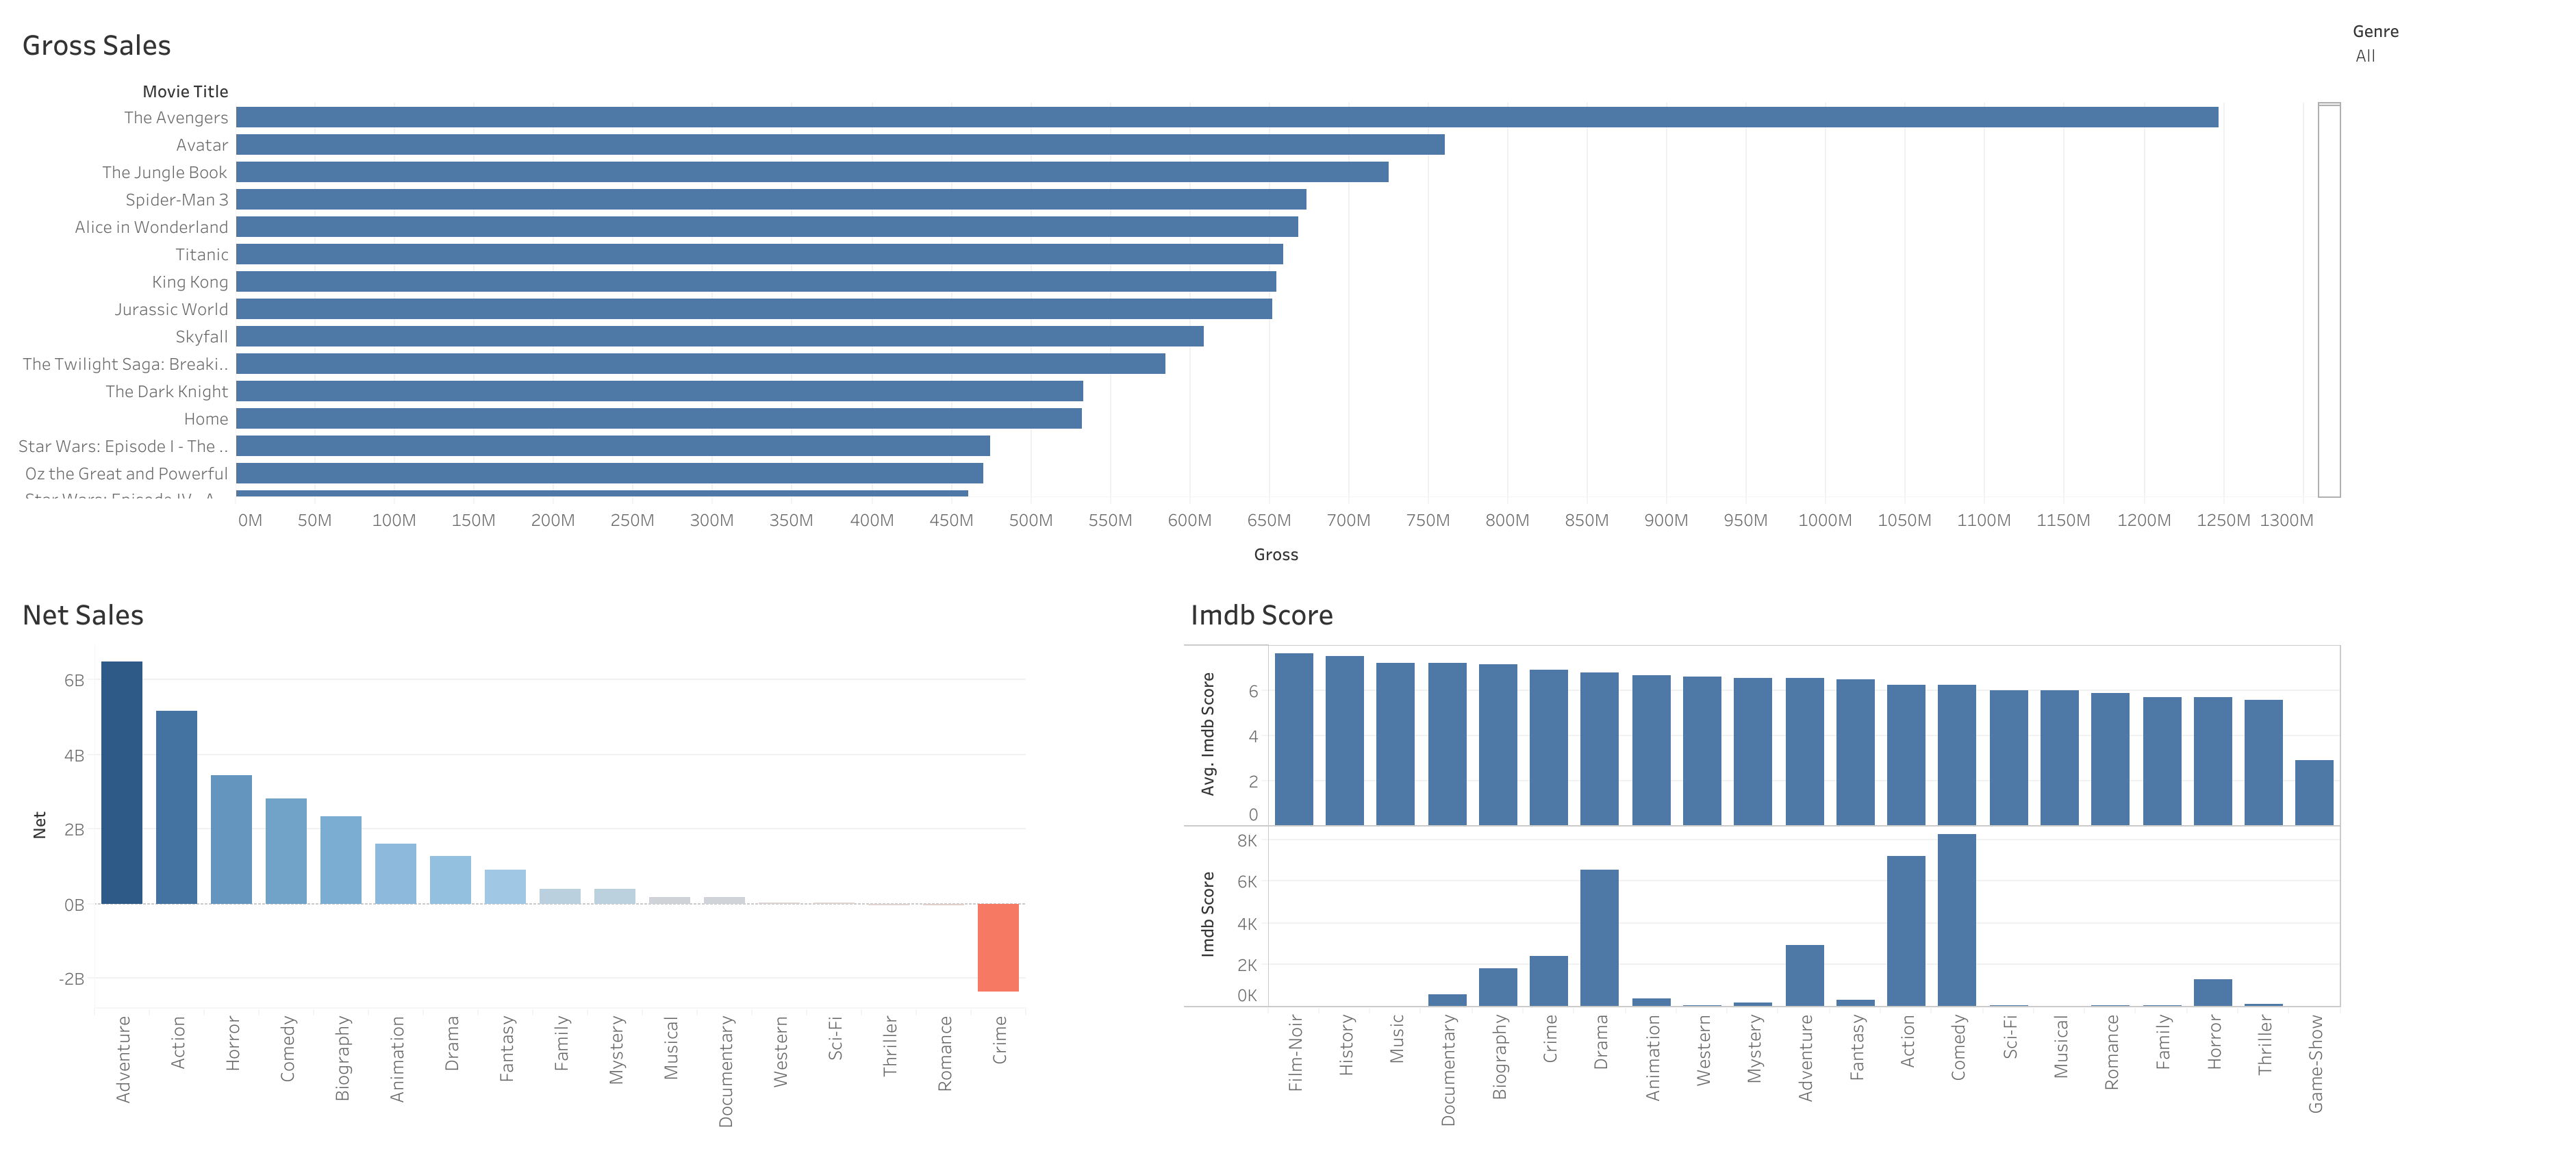 Gross Sales
Genre
All
Movie Title
The Avengers
Avatar
The Jungle Book
Spider-Man 3
Alice in Wonderland
Titanic
King Kong
Jurassic World
Skyfall
The Twilight Saga: Breaki..
The Dark Knight
Home
Star Wars: Episode I - The ..
Oz the Great and Powerful
Star Wars: Episode IV - A ..
0M 50M 100M 150M 200M 250M 300M 350M 400M 450M 500M 550M 600M 650M 700M 750M 800M 850M 900M 950M 1000M 1050M 1100M 1150M 1200M 1250M 1300M
Gross
Net Sales
Net
6B
4B
2B
0B
-2B
Adventure
Action
Horror
Comedy
Biography
Animation
Drama
Fantasy
Family
Mystery
Musical
Documentary
Western
Sci-Fi
Thriller
Romance
Crime
Imdb Score
Avg. Imdb Score
6
4
2
0
Imdb Score
8K
6K
4K
2K
0K
Film-Noir
History
Music
Documentary
Biography
Crime
Drama
Animation
Western
Mystery
Adventure
Fantasy
Action
Comedy
Sci-Fi
Musical
Romance
Family
Horror
Thriller
Game-Show